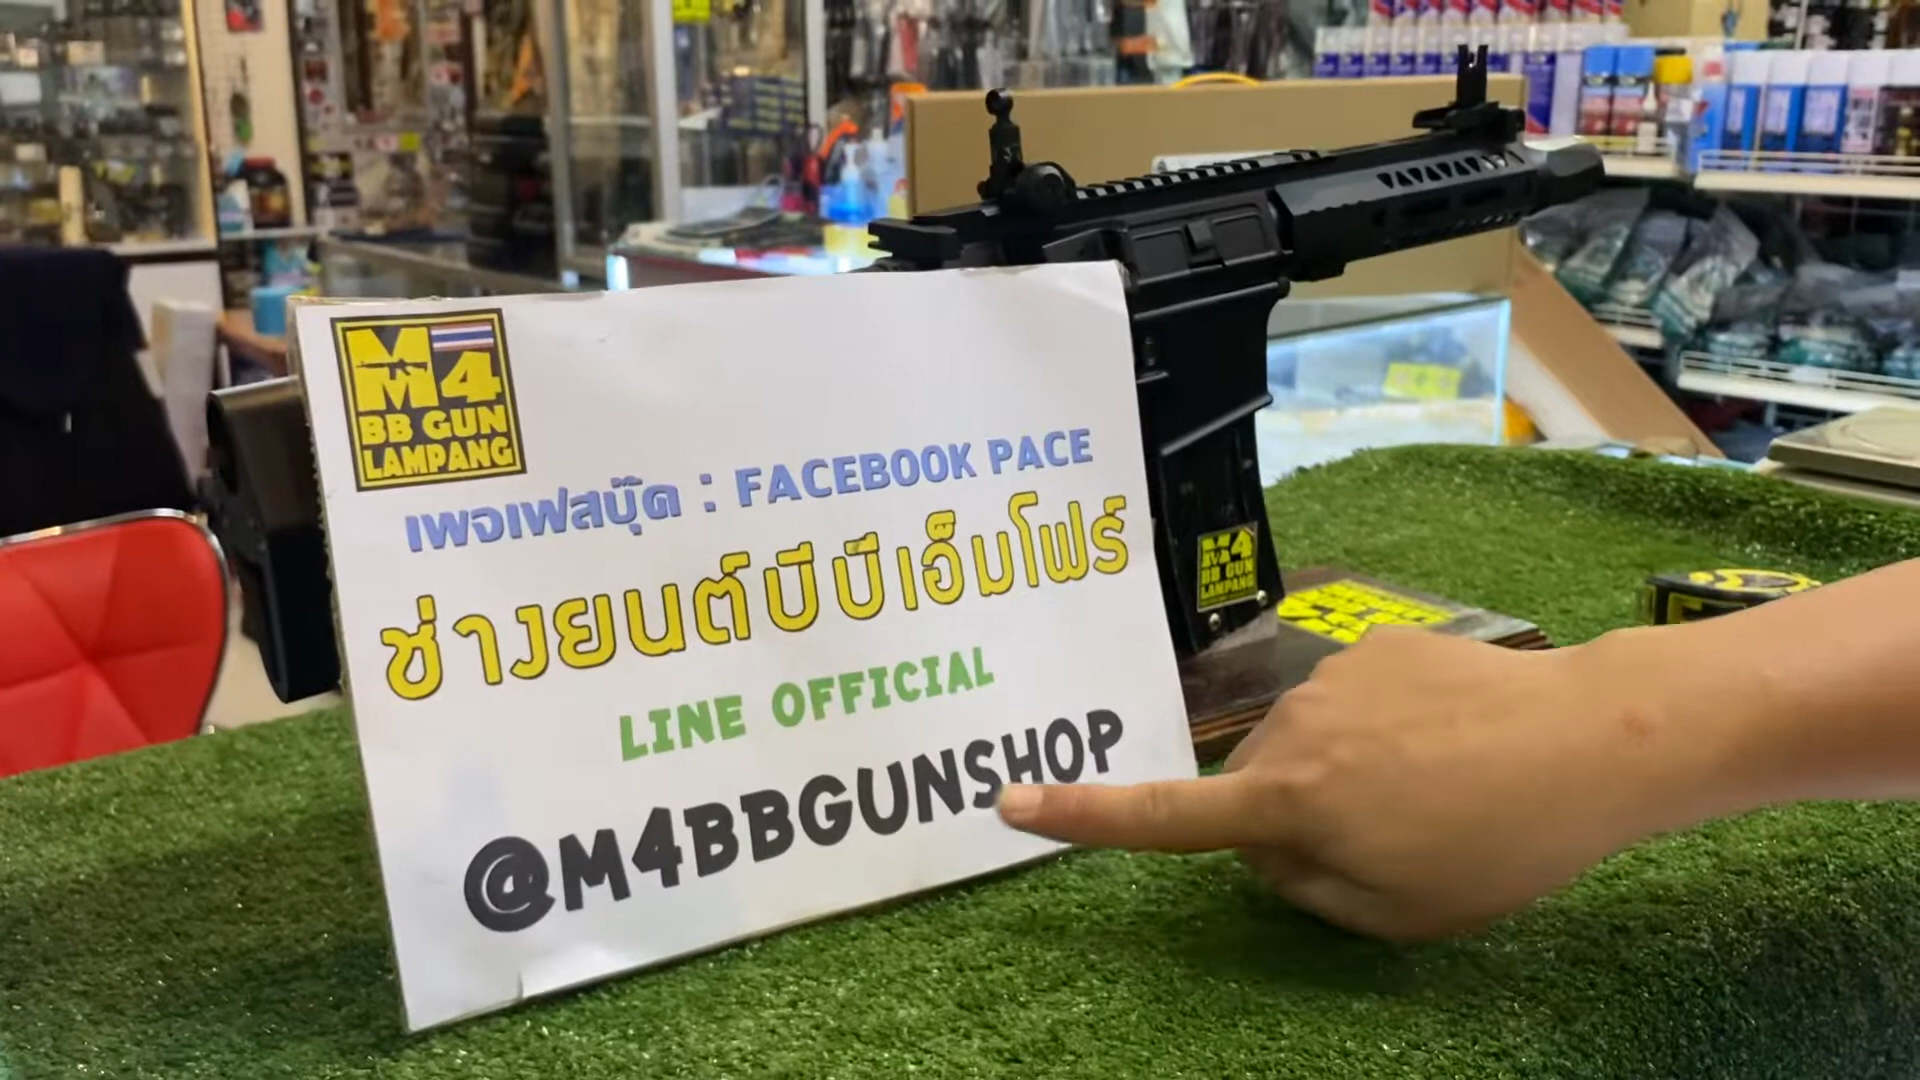 M4
BB GUN
LAMPANG
เพจเฟสบุ๊ค : FACEBOOK PACE
ช่างยนต์บีบีเอ็มโฟร์
LINE OFFICIAL
@M4BBGUNSHOP
M4
BB GUN
LAMPANG